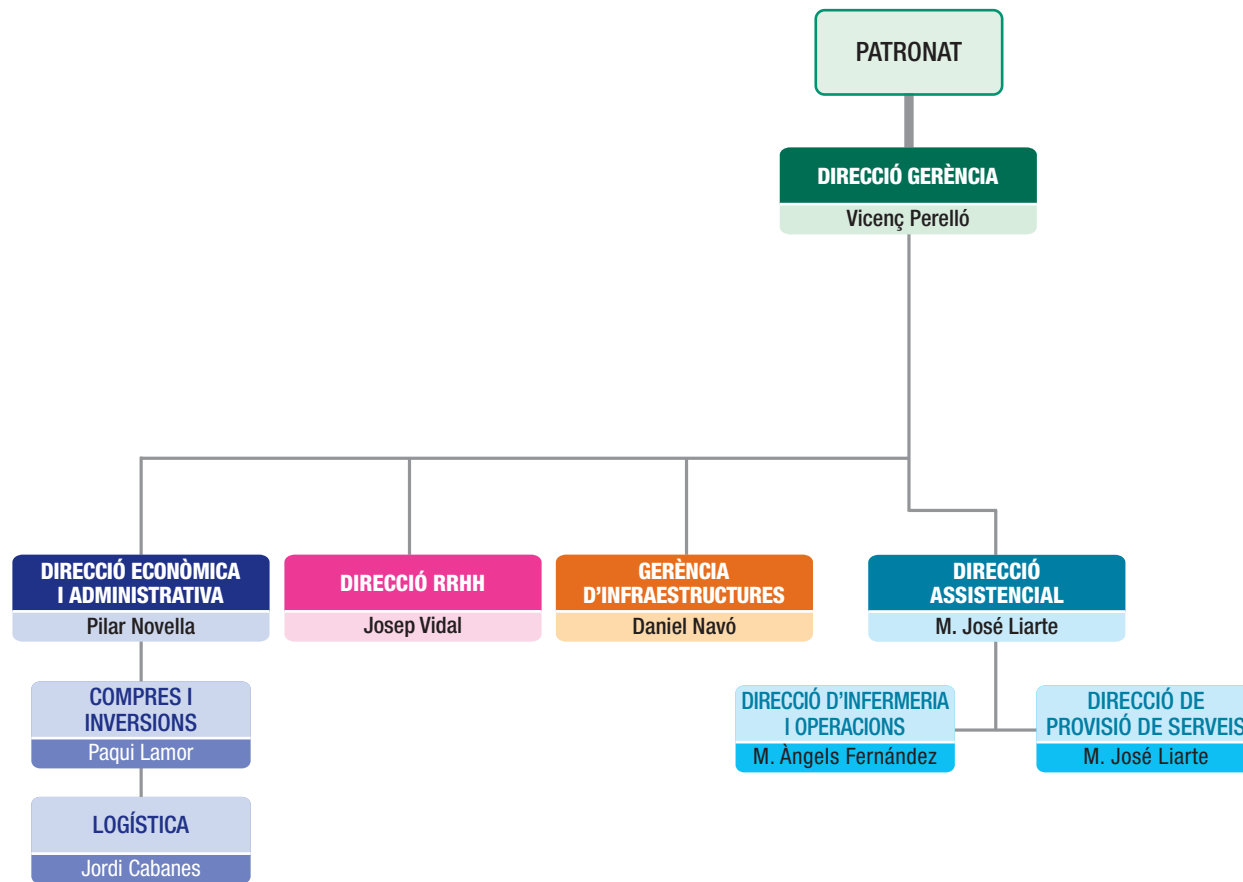 PATRONAT
DIRECCIÓ GERÈNCIA
Vicenç Perelló
DIRECCIÓ ECONÒMICA
I ADMINISTRATIVA
Pilar Novella
DIRECCIÓ RRHH
Josep Vidal
GERÈNCIA
D'INFRAESTRUCTURES
Daniel Navó
DIRECCIÓ
ASSISTENCIAL
M. José Liarte
COMPRES I
INVERSIONS
Paqui Lamor
DIRECCIÓ D'INFERMERIA
I OPERACIONS
M. Àngels Fernández
DIRECCIÓ DE
PROVISIÓ DE SERVEIS
M. José Liarte
LOGÍSTICA
Jordi Cabanes